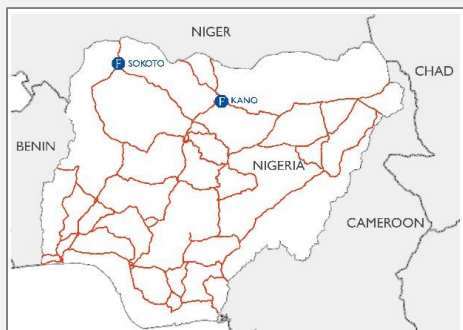 NIGER
F SOKOTO
CHAD
F KANO
BENIN
NIGERIA
CAMEROON